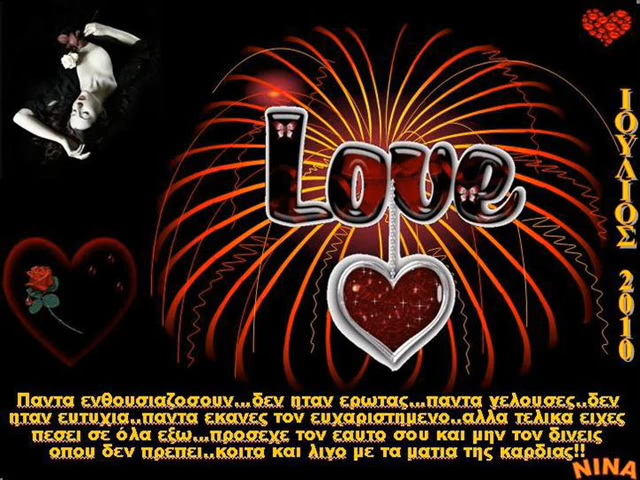 Love
ΙΟΥΛΙΟΣ 2010
Παντα ενθουσιαζοσουν...δεν ηταν ερωτας...παντα γελουσες..δεν
ηταν ευτυχια..παντα εκανες τον ευχαριστημενο..αλλα τελικα ειχες
πεσει σε όλα εξω...προσεχε τον εαυτο σου και μην τον δινεις
οπου δεν πρεπει..κοιτα και λιγο με τα ματια της καρδιας!!
NINA